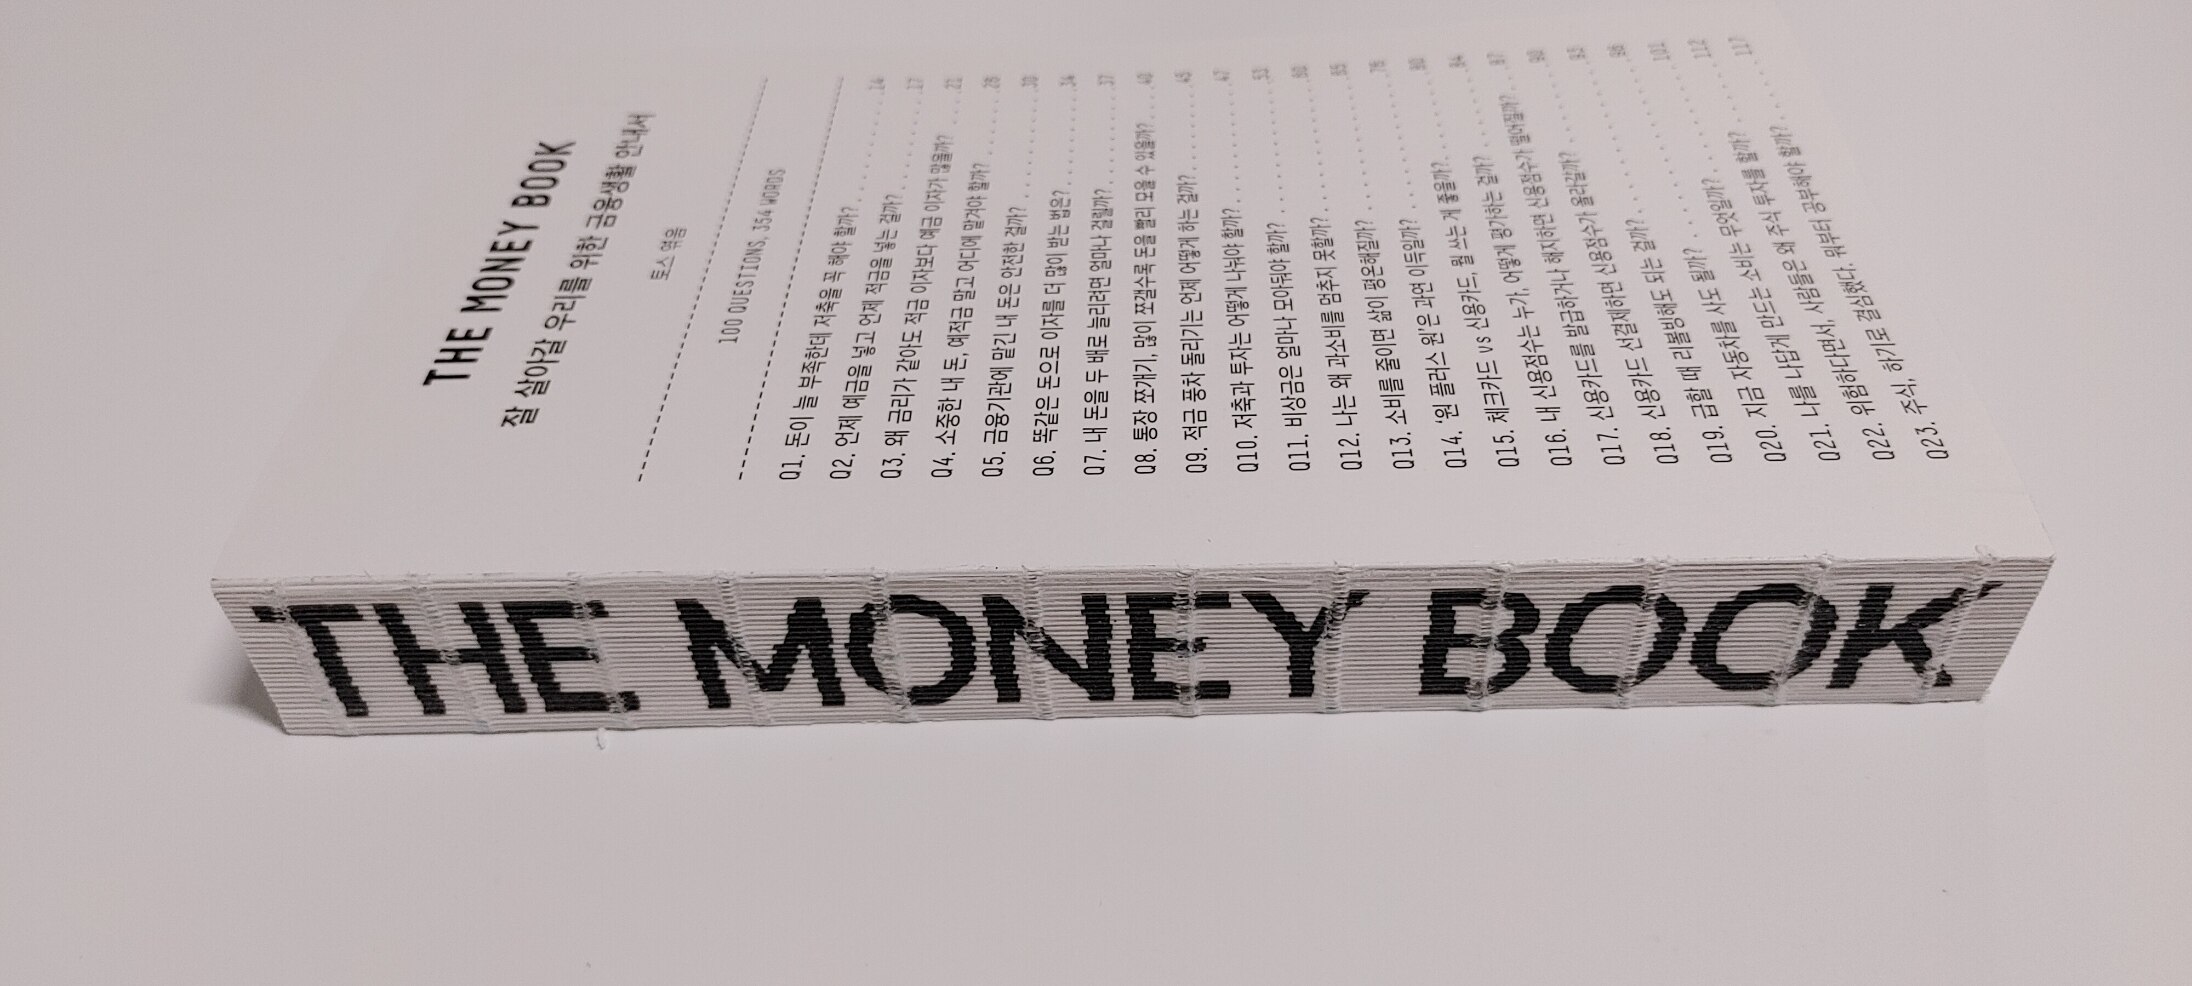 THE MONEY BOOK
잘 살아갈 우리를 위한 금융생활 안내서
토스 엮음
100 QUESTIONS, 354 WORDS
Q1. 돈이 늘 부족한데 저축을 꼭 해야 할까? 14
Q2. 언제 예금을 넣고 언제 적금을 넣는 걸까? 17
Q3. 왜 금리가 같아도 적금 이자보다 예금 이자가 많을까? 21
Q4. 소중한 내 돈, 예적금 말고 어디에 맡겨야 할까? 26
Q5. 금융기관에 맡긴 내 돈은 안전한 걸까? 30
Q6. 똑같은 돈으로 이자를 더 많이 받는 법은? 34
Q7. 내 돈을 두 배로 늘리려면 얼마나 걸릴까? 37
Q8. 통장 쪼개기, 많이 쪼갤수록 돈을 빨리 모을 수 있을까? 40
Q9. 적금 풍차 돌리기는 언제 어떻게 하는 걸까? 45
Q10. 저축과 투자는 어떻게 나눠야 할까? 47
Q11. 비상금은 얼마나 모아둬야 할까? 53
Q12. 나는 왜 과소비를 멈추지 못할까? 60
Q13. 소비를 줄이면 삶이 평온해질까? 65
Q14. '원 플러스 원'은 과연 이득일까? 76
Q15. 체크카드 vs 신용카드, 뭘 쓰는 게 좋을까? 80
Q16. 내 신용점수는 누가, 어떻게 평가하는 걸까? 84
Q17. 신용카드를 발급하거나 해지하면 신용점수가 떨어질까? 87
Q18. 신용카드 선결제하면 신용점수가 올라갈까? 90
Q19. 급할 때 리볼빙해도 되는 걸까? 93
Q20. 지금 자동차를 사도 될까? 96
Q21. 나를 나답게 만드는 소비는 무엇일까? 101
Q22. 위험하다면서, 사람들은 왜 주식 투자를 할까? 112
Q23. 주식, 하기로 결심했다. 뭐부터 공부해야 할까? 117
THE MONEY BOOK